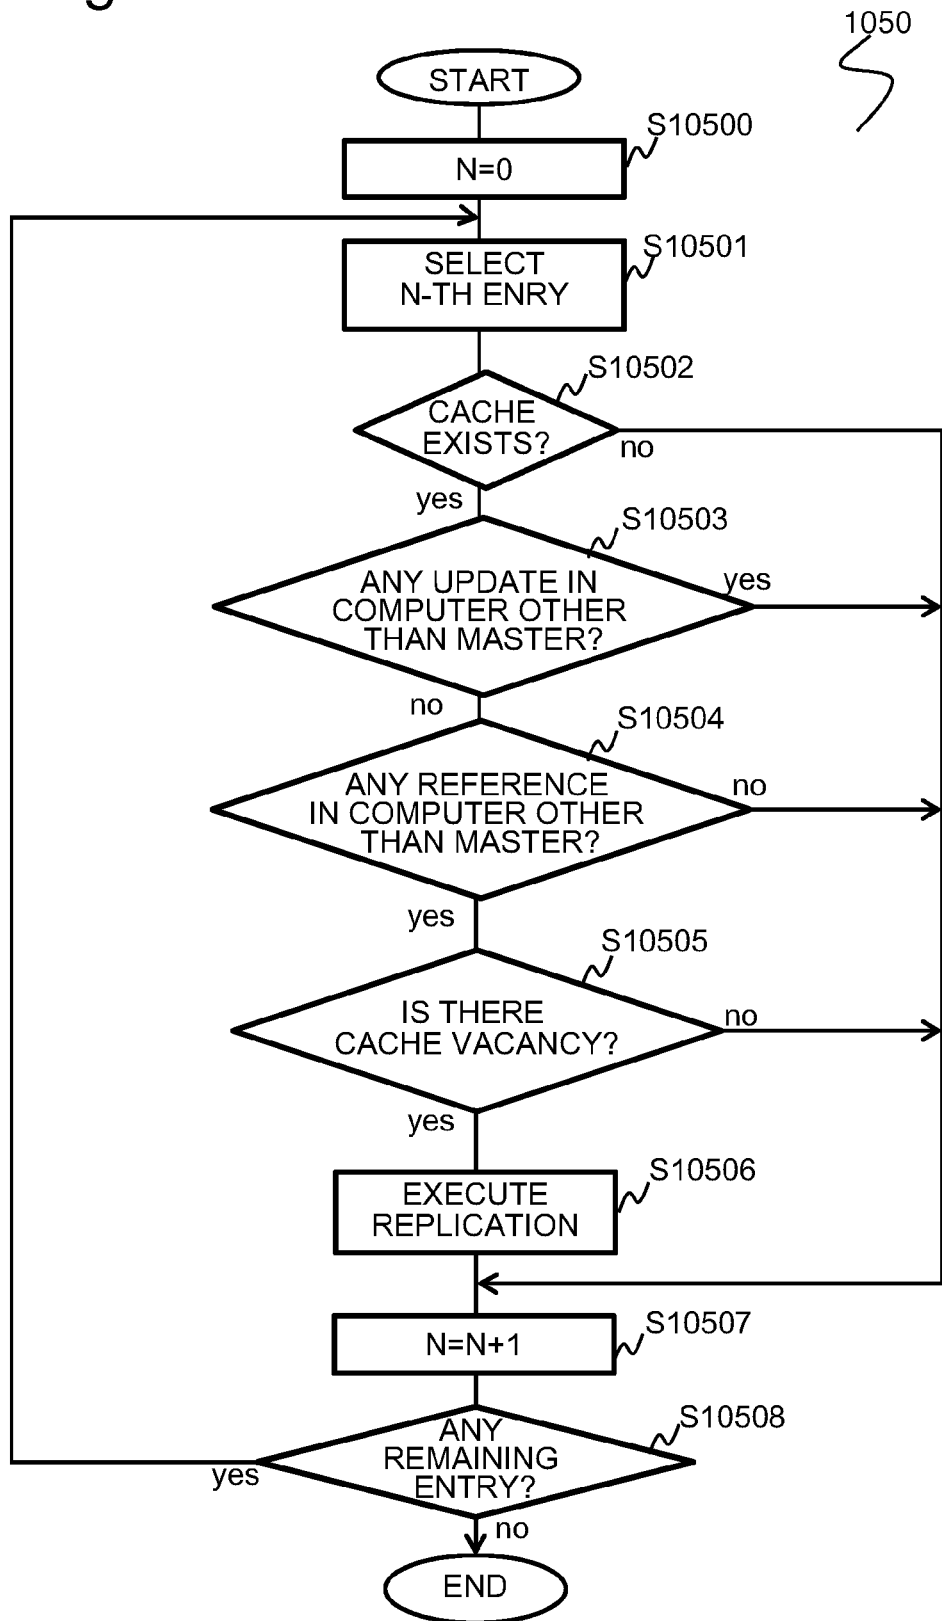 1050
START
S10500
N=0
S10501
SELECT
N-TH ENRY
S10502
CACHE
EXISTS?
no
yes
S10503
ANY UPDATE IN
COMPUTER OTHER
THAN MASTER?
yes
no
S10504
ANY REFERENCE
IN COMPUTER OTHER
THAN MASTER?
no
yes
S10505
IS THERE
CACHE VACANCY?
no
yes
S10506
EXECUTE
REPLICATION
S10507
N=N+1
S10508
ANY
REMAINING
ENTRY?
yes
no
END